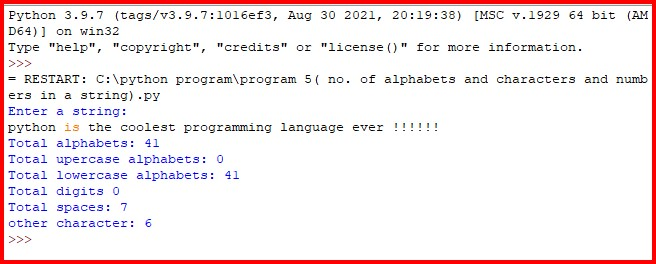 Python 3.9.7 (tags/v3.9.7:1016ef3, Aug 30 2021, 20:19:38) [MSC v.1929 64 bit (AM
D64)] on win32
Type "help", "copyright", "credits" or "license()" for more information.
>>>
= RESTART: C:\python program\program 5( no. of alphabets and characters and numb
ers in a string).py
Enter a string:
python is the coolest programming language ever !!!!!!
Total alphabets: 41
Total upercase alphabets: 0
Total lowercase alphabets: 41
Total digits 0
Total spaces: 7
other character: 6
>>>